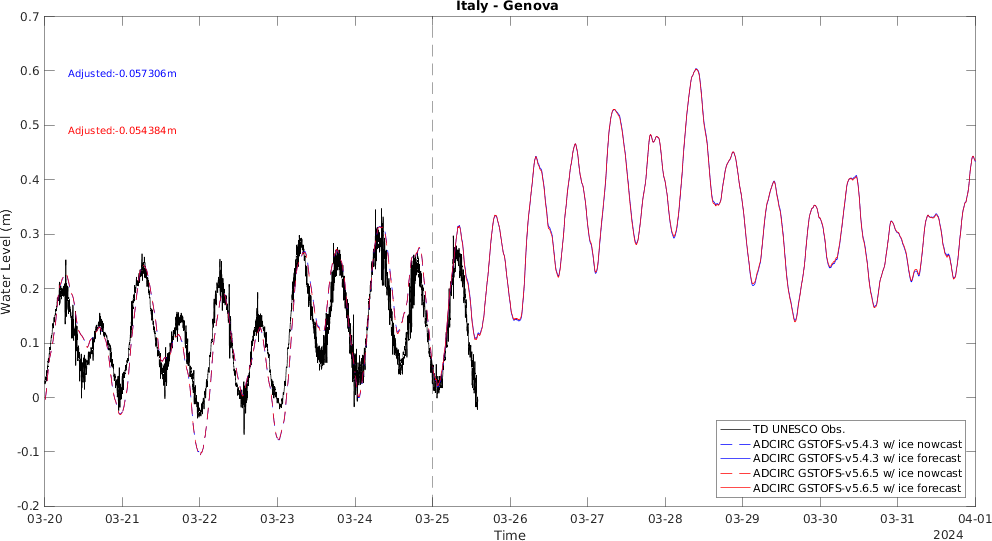 Italy - Genova
0.7
0.6
0.5
0.4
0.3
0.2
0.1
0
-0.1
-0.2
Water Level (m)
Adjusted:-0.057306m
Adjusted:-0.054384m
TD UNESCO Obs.
ADCIRC GSTOFS-v5.4.3 w/ ice nowcast
ADCIRC GSTOFS-v5.4.3 w/ ice forecast
ADCIRC GSTOFS-v5.6.5 w/ ice nowcast
ADCIRC GSTOFS-v5.6.5 w/ ice forecast
03-20 03-21 03-22 03-23 03-24 03-25 03-26 03-27 03-28 03-29 03-30 03-31 04-01
Time
2024